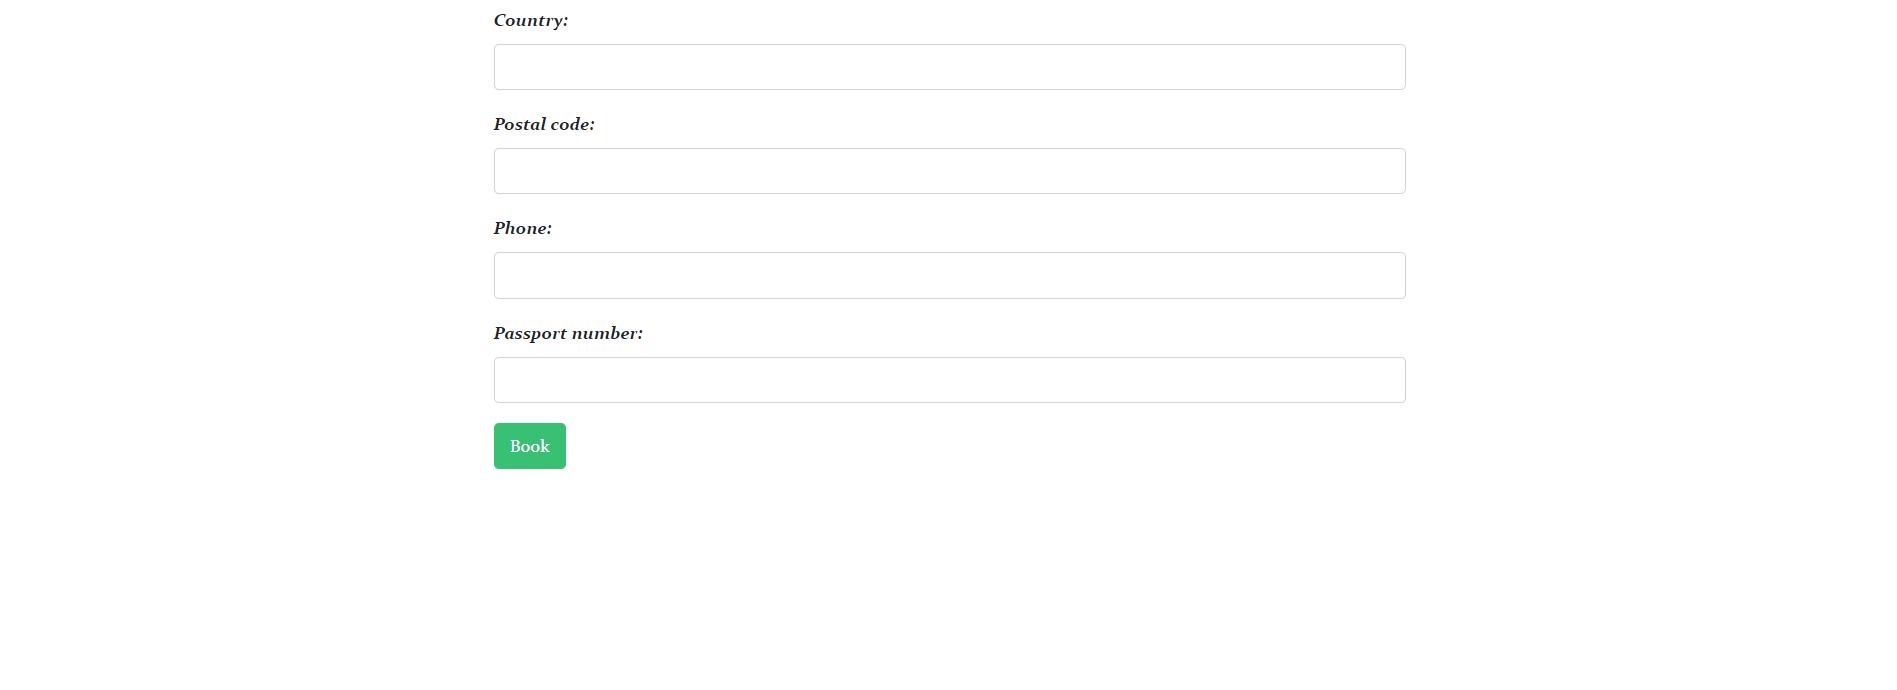 Country:
Postal code:
Phone:
Passport number:
Book